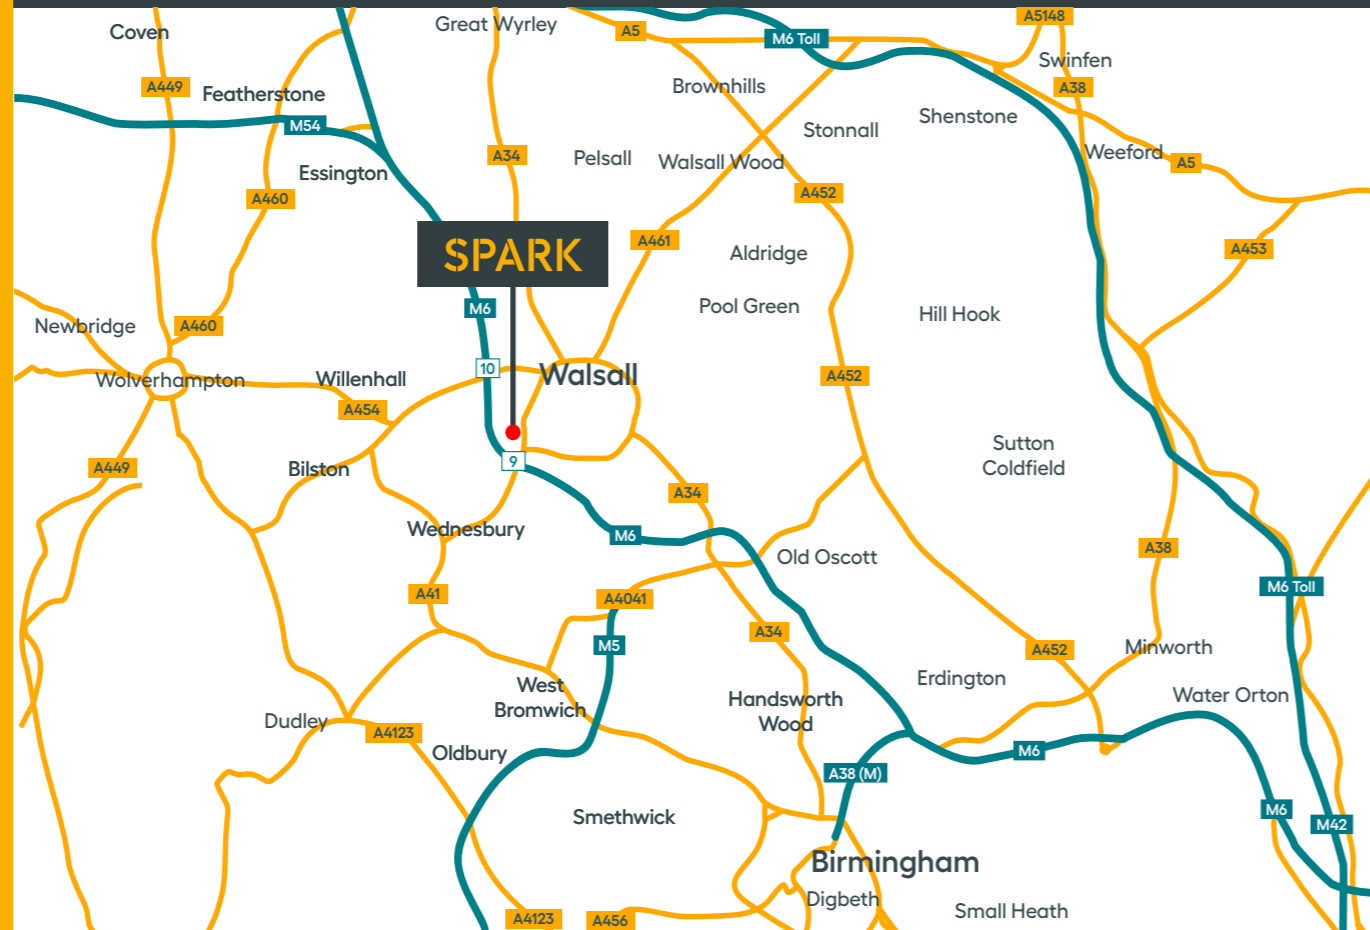 Great Wyrley
A5148
Coven
A5
M6 Toll
Swinfen
A449
Featherstone
Brownhills
A38
Shenstone
M54
Stonnall
A34
Pelsall
Walsall Wood
Weeford
A5
Essington
A460
A452
A461
SPARK
Aldridge
A453
M6
Pool Green
Hill Hook
Newbridge
A460
10
Walsall
A452
Wolverhampton
Willenhall
A454
Sutton
Coldfield
9
A449
Bilston
A34
Wednesbury
M6
A38
Old Oscott
M6 Toll
A41
A4041
A34
M5
A452
Minworth
Erdington
West
Bromwich
Handsworth
Wood
Water Orton
Dudley
A4123
Oldbury
M6
A38 (M)
M6
Smethwick
M42
Birmingham
Digbeth
Small Heath
A4123
A456